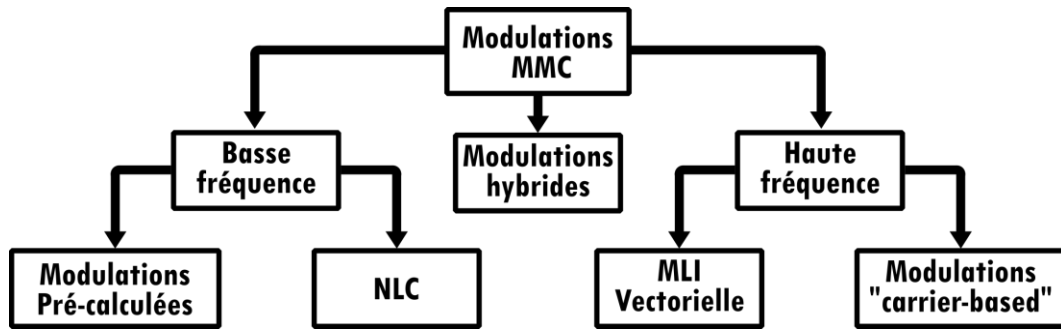 Modulations
MMC
Basse
fréquence
Modulations
hybrides
Haute
fréquence
Modulations
Pré-calculées
NLC
MLI
Vectorielle
Modulations
"carrier-based"